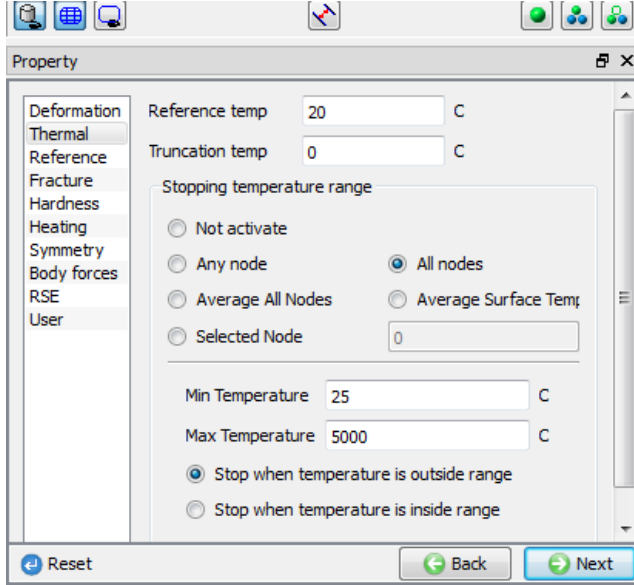 Property
Deformation
Thermal
Reference
Fracture
Hardness
Heating
Symmetry
Body forces
RSE
User
Reference temp 20 C
Truncation temp 0 C
Stopping temperature range
Not activate
Any node All nodes
Average All Nodes Average Surface Temp
Selected Node 0
Min Temperature 25 C
Max Temperature 5000 C
Stop when temperature is outside range
Stop when temperature is inside range
Reset Back Next